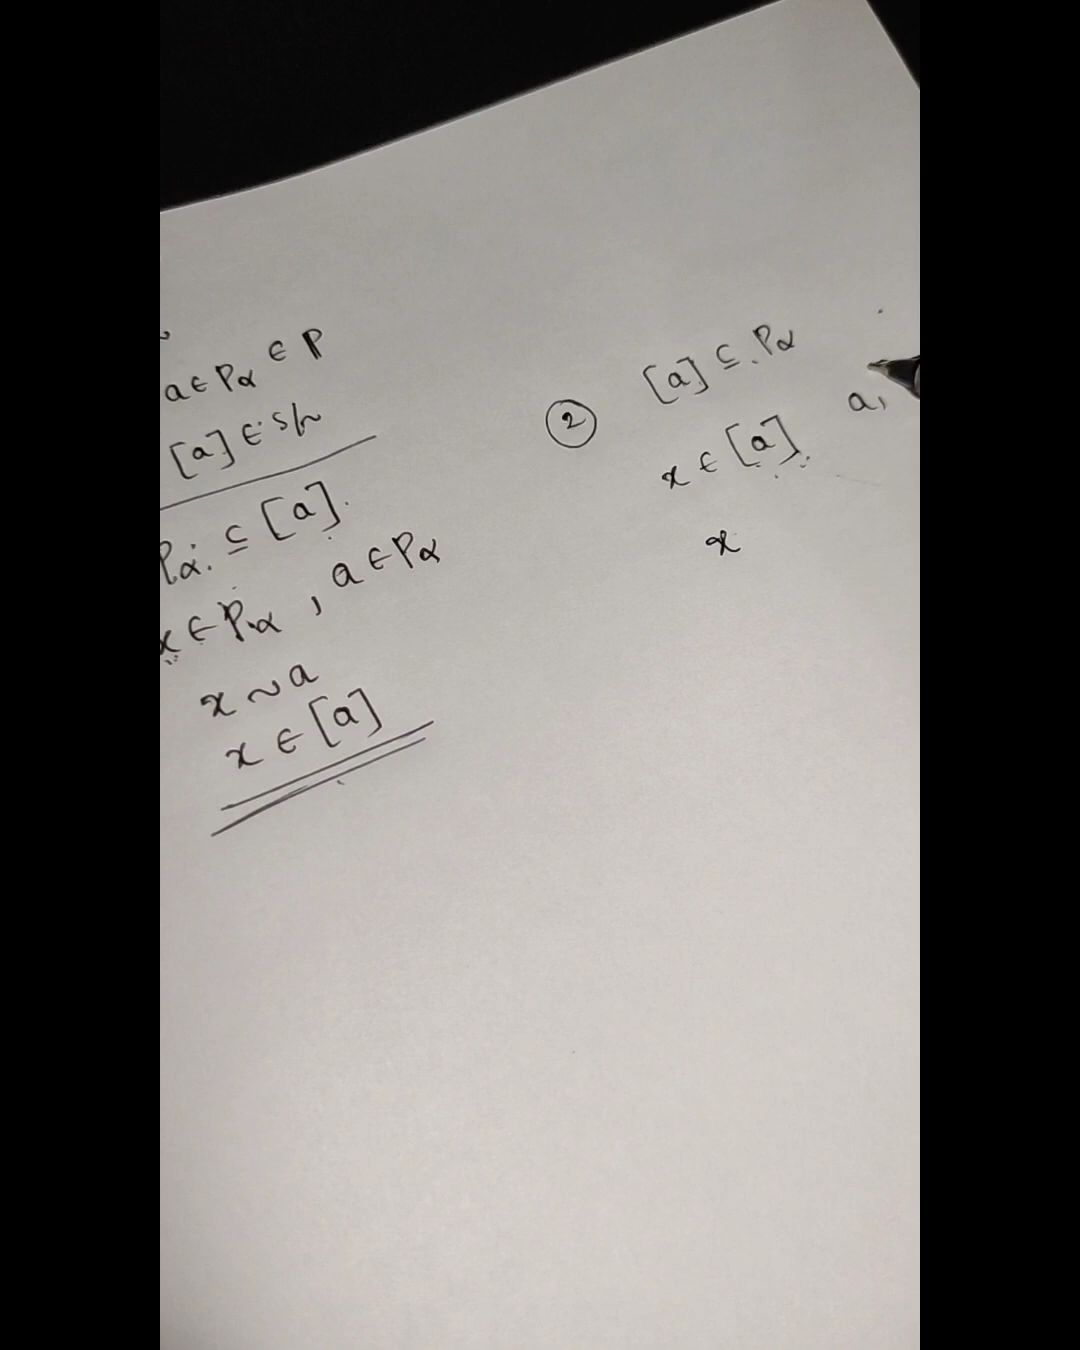 a ∈ Pα ∈ P
[a] ∈ S/~
Pα ⊆ [a].
x ∈ Pα , a ∈ Pα
x ~ a
x ∈ [a]
② [a] ⊆ Pα
x ∈ [a] a,
x